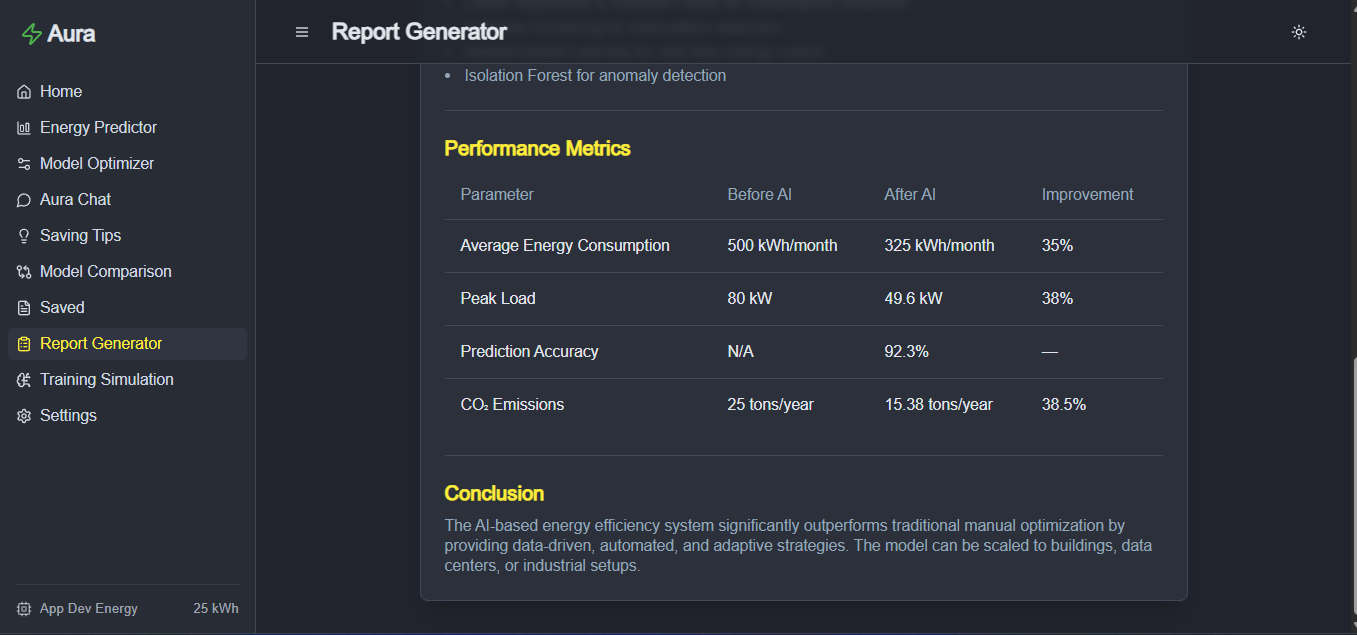 Aura
Home
Energy Predictor
Model Optimizer
Aura Chat
Saving Tips
Model Comparison
Saved
Report Generator
Training Simulation
Settings
App Dev Energy 25 kWh
Report Generator
• Isolation Forest for anomaly detection
Performance Metrics
Parameter Before AI After AI Improvement
Average Energy Consumption 500 kWh/month 325 kWh/month 35%
Peak Load 80 kW 49.6 kW 38%
Prediction Accuracy N/A 92.3% —
CO₂ Emissions 25 tons/year 15.38 tons/year 38.5%
Conclusion
The AI-based energy efficiency system significantly outperforms traditional manual optimization by
providing data-driven, automated, and adaptive strategies. The model can be scaled to buildings, data
centers, or industrial setups.